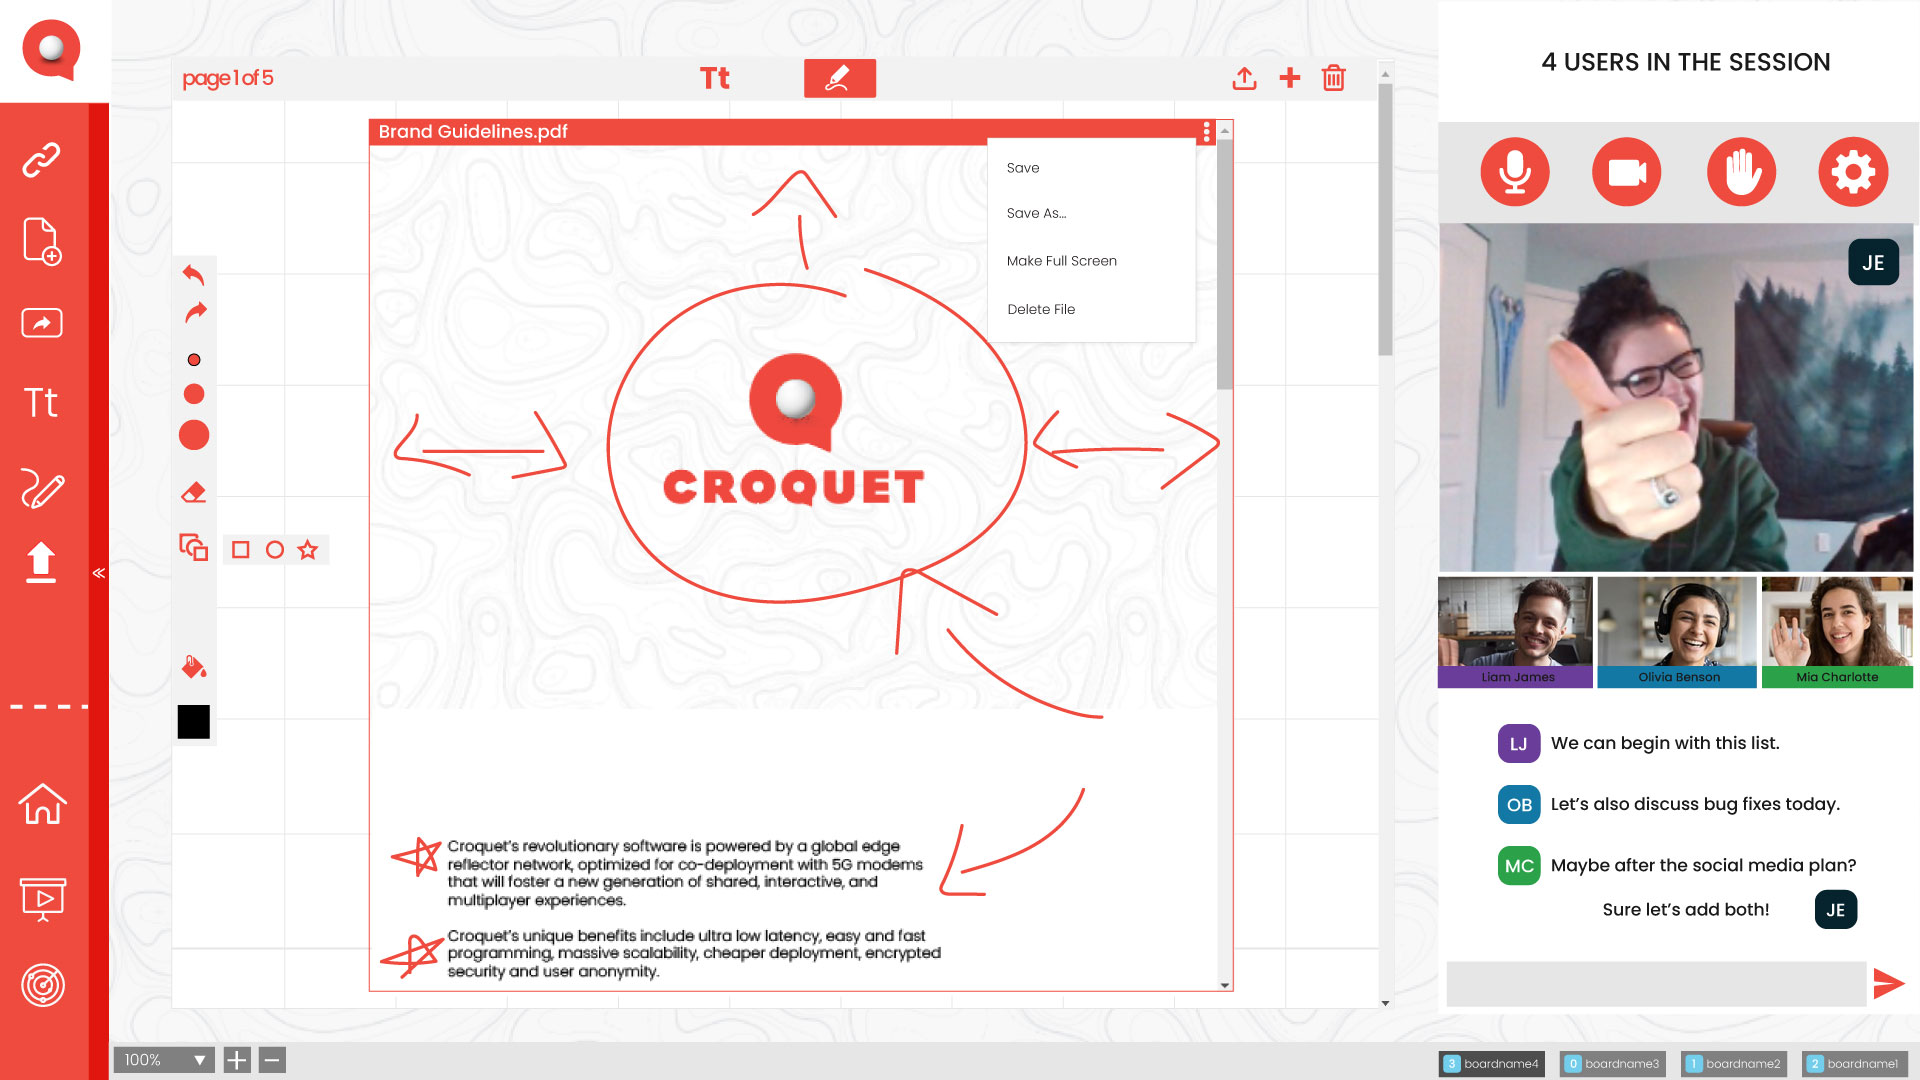 page 1 of 5
Tt
Tt
Brand Guidelines.pdf
Save
Save As...
Make Full Screen
Delete File
CROQUET
Croquet's revolutionary software is powered by a global edge
reflector network, optimized for co-deployment with 5G modems
that will foster a new generation of shared, interactive, and
multiplayer experiences.
Croquet's unique benefits include ultra low latency, easy and fast
programming, massive scalability, cheaper deployment, encrypted
security and user anonymity.
100%
4 USERS IN THE SESSION
JE
Liam James
Olivia Benson
Mia Charlotte
LJ We can begin with this list.
OB Let's also discuss bug fixes today.
MC Maybe after the social media plan?
Sure let's add both! JE
3 boardname4
0 boardname3
1 boardname2
2 boardname1